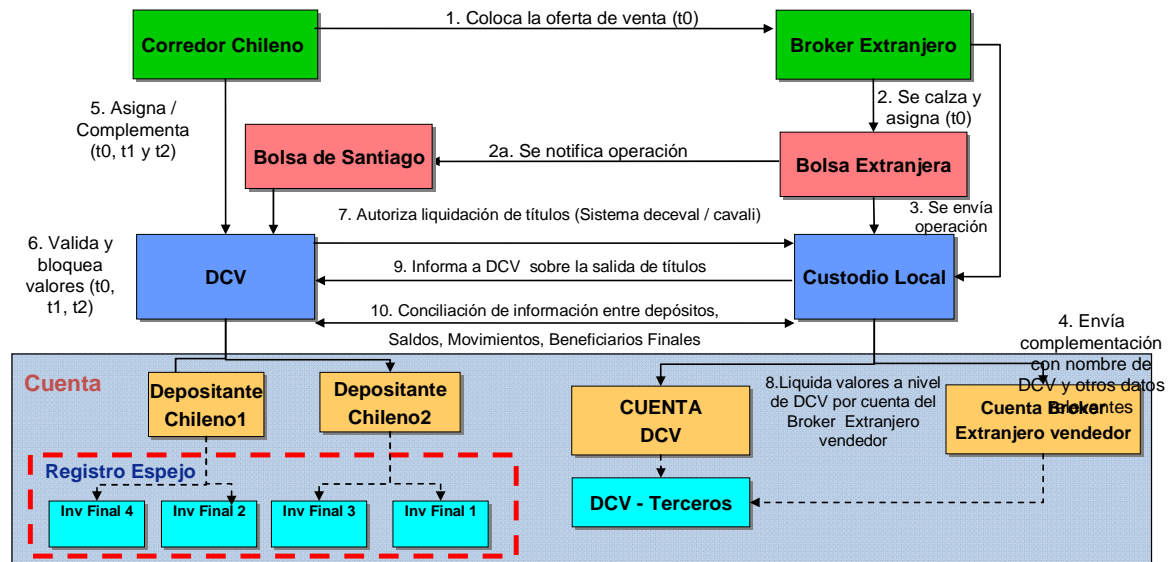 1. Coloca la oferta de venta (t0)
Corredor Chileno
Broker Extranjero
5. Asigna /
Complementa
(t0, t1 y t2)
2. Se calza y
asigna (t0)
Bolsa de Santiago
2a. Se notifica operación
Bolsa Extranjera
7. Autoriza liquidación de títulos (Sistema deceval / cavali)
3. Se envía
operación
6. Valida y
bloquea
valores (t0,
t1, t2)
DCV
9. Informa a DCV sobre la salida de títulos
Custodio Local
10. Conciliación de información entre depósitos,
Saldos, Movimientos, Beneficiarios Finales
4. Envía
complementación
con nombre de
DCV y otros datos
relevantes
Cuenta
Depositante
Chileno1
Depositante
Chileno2
CUENTA
DCV
8.Liquida valores a nivel
de DCV por cuenta del
Broker Extranjero
vendedor
Cuenta Broker
Extranjero vendedor
Registro Espejo
Inv Final 4
Inv Final 2
Inv Final 3
Inv Final 1
DCV - Terceros